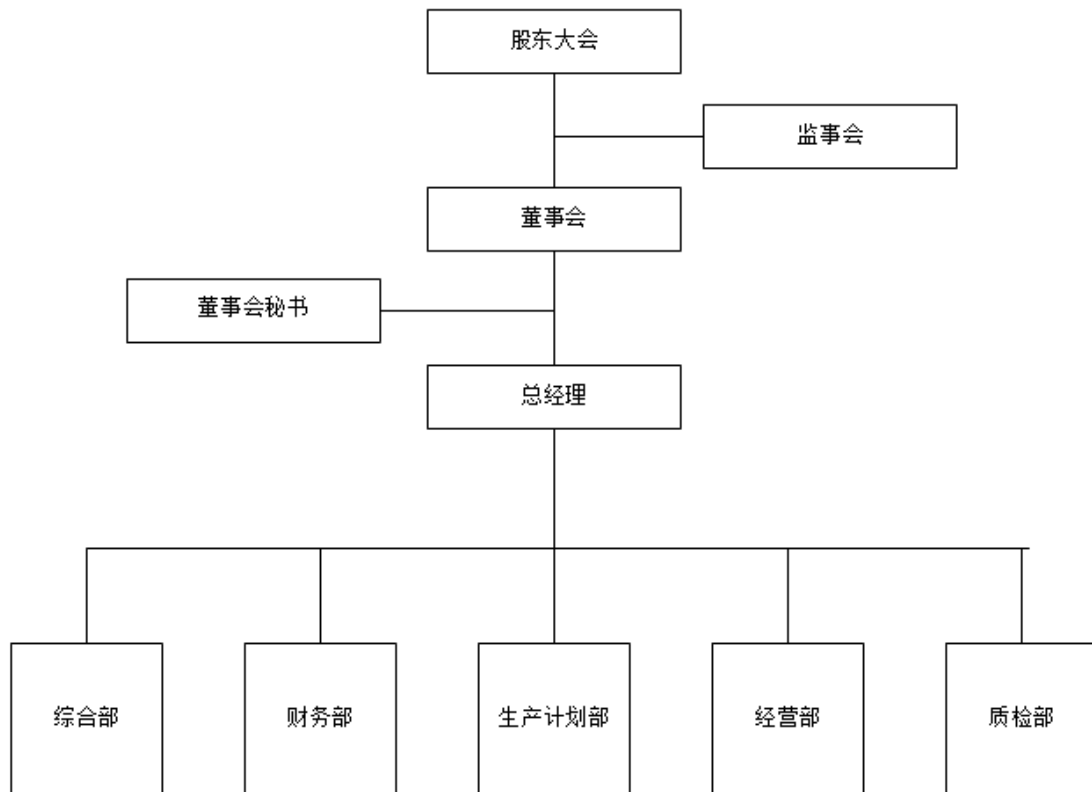 股东大会
监事会
董事会
董事会秘书
总经理
综合部
财务部
生产计划部
经营部
质检部